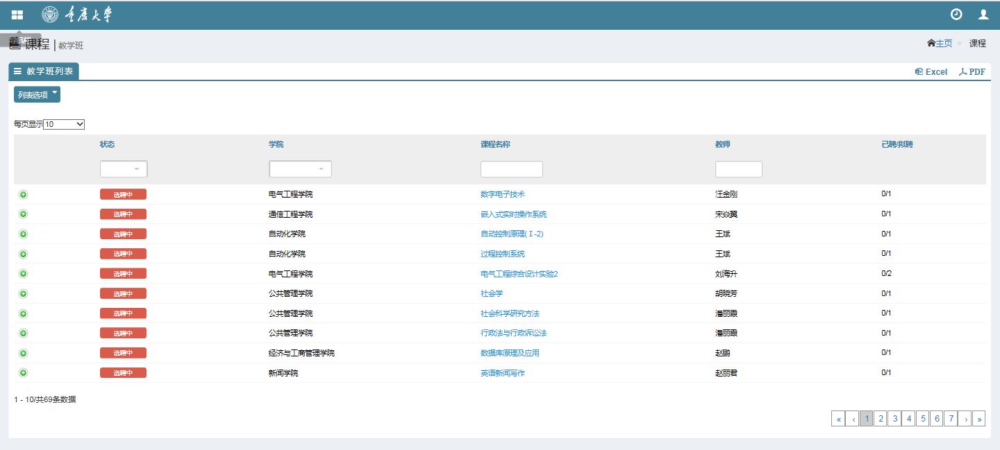 重庆大学
课程 | 教学班
主页 > 课程
教学班列表
Excel PDF
列表选项
每页显示 10
状态 学院 课程名称 教师 已聘/拟聘
选聘中 电气工程学院 数字电子技术 汪金刚 0/1
选聘中 通信工程学院 嵌入式实时操作系统 宋焱翼 0/1
选聘中 自动化学院 自动控制原理(Ⅰ-2) 王斌 0/1
选聘中 自动化学院 过程控制系统 王斌 0/1
选聘中 电气工程学院 电气工程综合设计实验2 刘海升 0/2
选聘中 公共管理学院 社会学 胡晓芳 0/1
选聘中 公共管理学院 社会科学研究方法 潘丽霞 0/1
选聘中 公共管理学院 行政法与行政诉讼法 潘丽霞 0/1
选聘中 经济与工商管理学院 数据库原理及应用 赵鹏 0/1
选聘中 新闻学院 英语新闻写作 赵丽君 0/1
1 - 10/共69条数据
« ‹ 1 2 3 4 5 6 7 › »